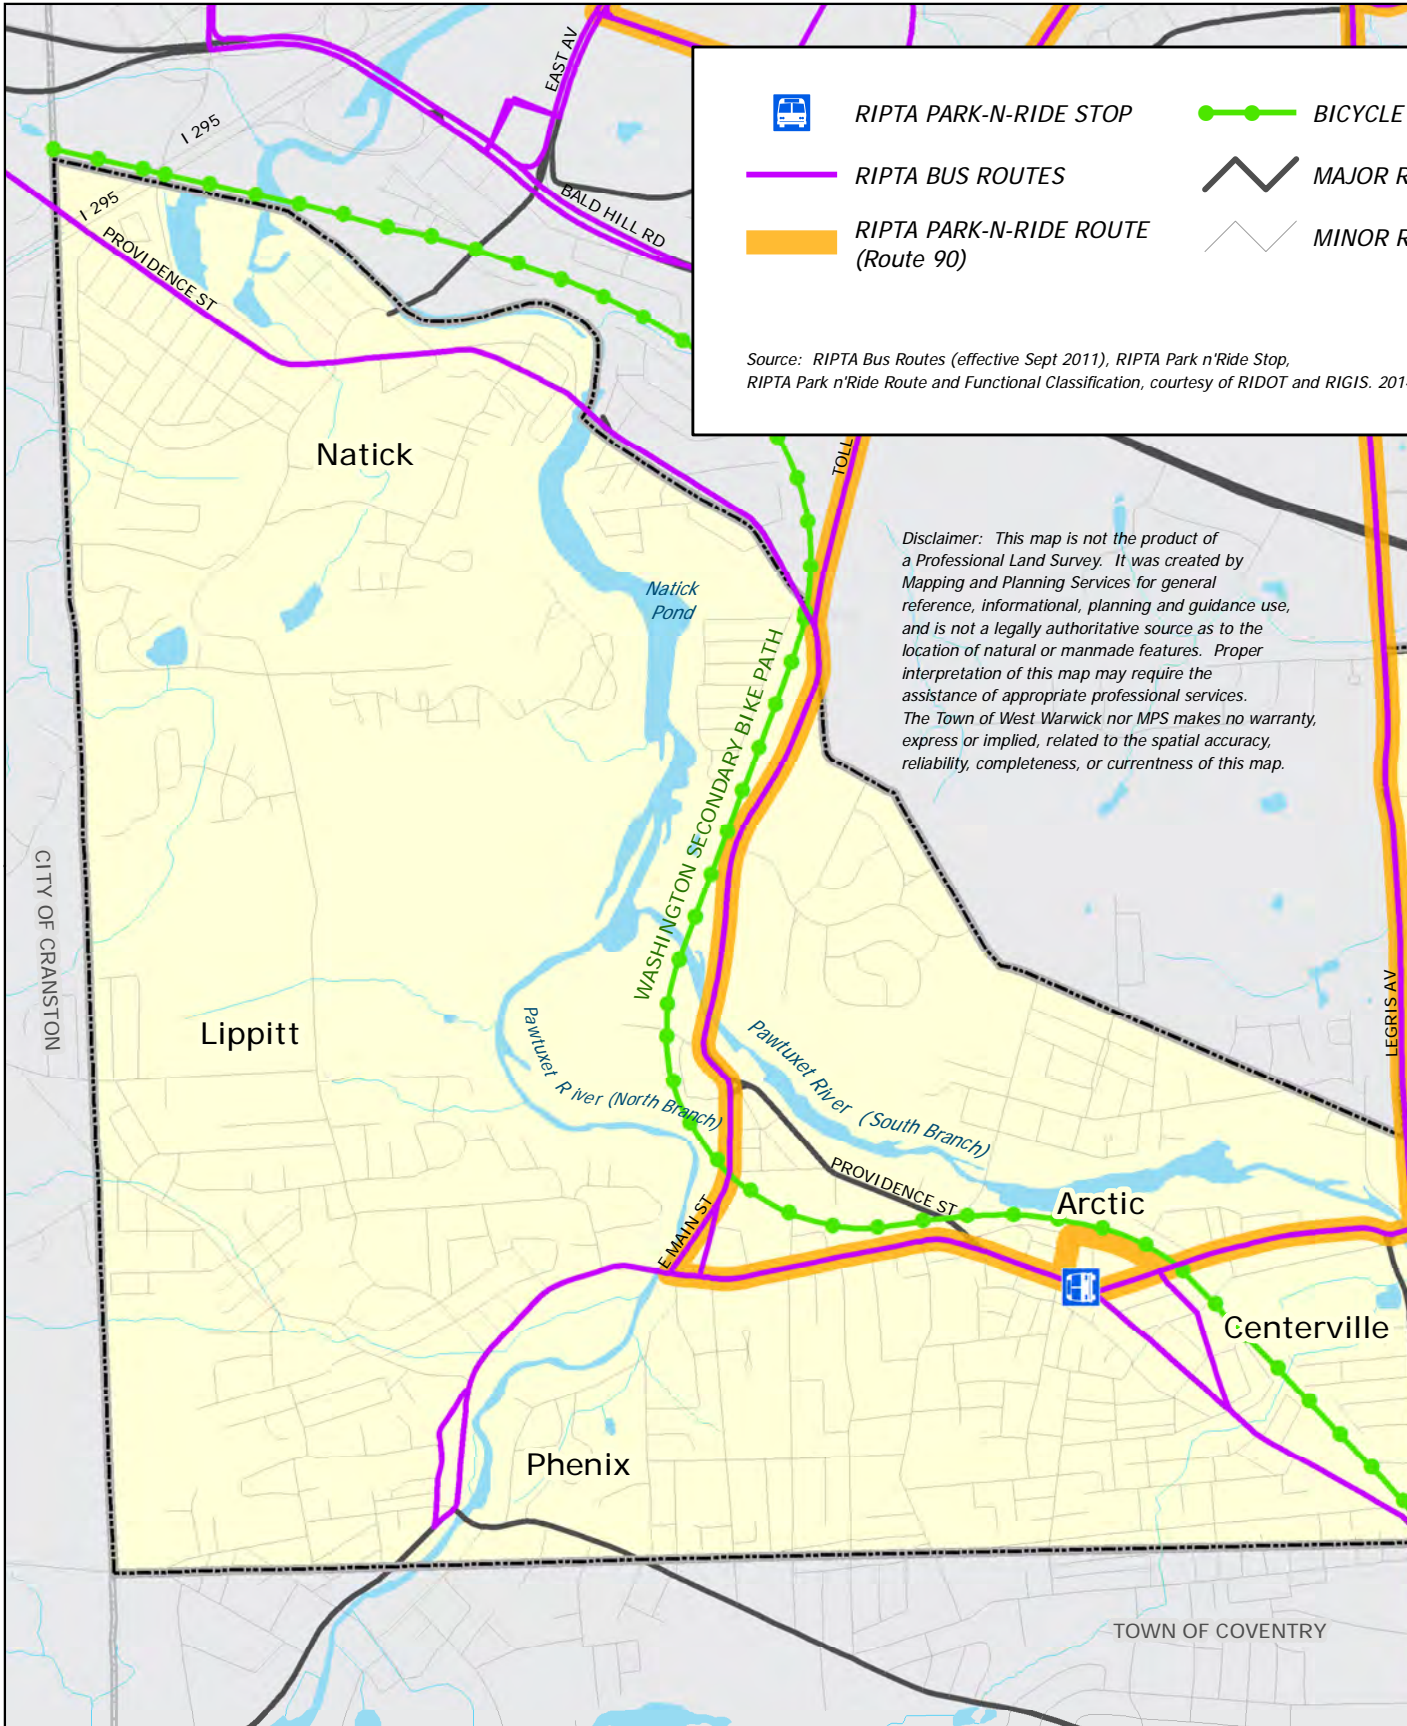 EAST AV
I 295
I 295
PROVIDENCE ST
BALD HILL RD
RIPTA PARK-N-RIDE STOP
BICYCLE
RIPTA BUS ROUTES
MAJOR R
RIPTA PARK-N-RIDE ROUTE
(Route 90)
MINOR R
Source: RIPTA Bus Routes (effective Sept 2011), RIPTA Park n'Ride Stop,
RIPTA Park n'Ride Route and Functional Classification, courtesy of RIDOT and RIGIS. 201
Natick
TOLL
Disclaimer: This map is not the product of
a Professional Land Survey. It was created by
Mapping and Planning Services for general
reference, informational, planning and guidance use,
and is not a legally authoritative source as to the
location of natural or manmade features. Proper
interpretation of this map may require the
assistance of appropriate professional services.
The Town of West Warwick nor MPS makes no warranty,
express or implied, related to the spatial accuracy,
reliability, completeness, or currentness of this map.
Natick
Pond
WASHINGTON SECONDARY BIKE PATH
CITY OF CRANSTON
Lippitt
Pawtuxet River (North Branch)
Pawtuxet River (South Branch)
LEGRIS AV
PROVIDENCE ST
Arctic
E MAIN ST
Centerville
Phenix
TOWN OF COVENTRY